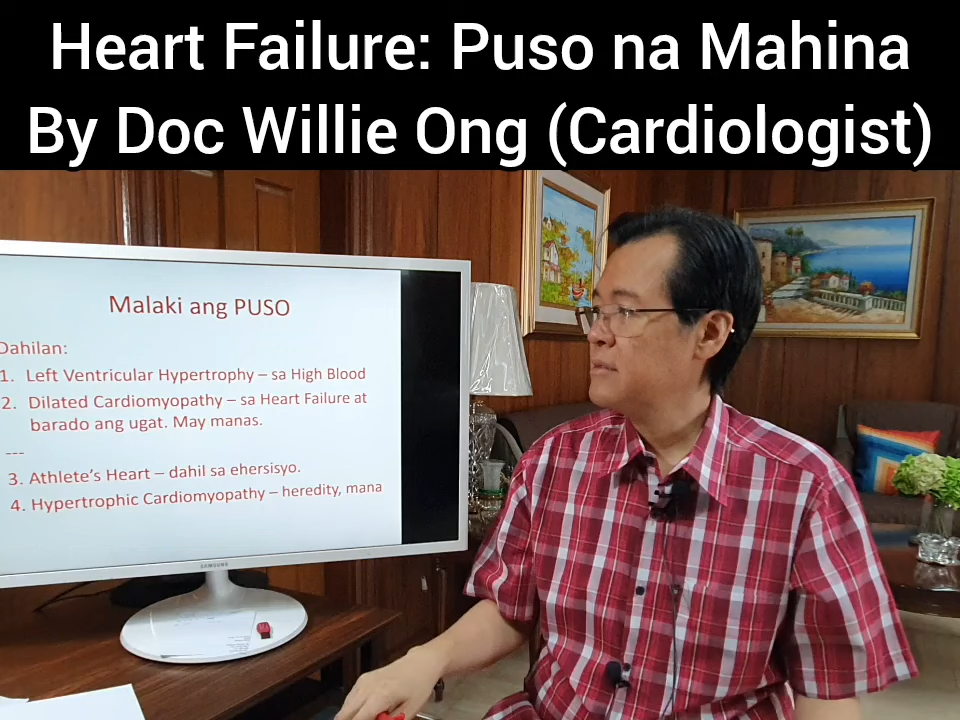 Heart Failure: Puso na Mahina
By Doc Willie Ong (Cardiologist)
Malaki ang PUSO
Dahilan:
1. Left Ventricular Hypertrophy – sa High Blood
2. Dilated Cardiomyopathy – sa Heart Failure at
barado ang ugat. May manas.
---
3. Athlete's Heart – dahil sa ehersisyo.
4. Hypertrophic Cardiomyopathy – heredity, mana
SAMSUNG